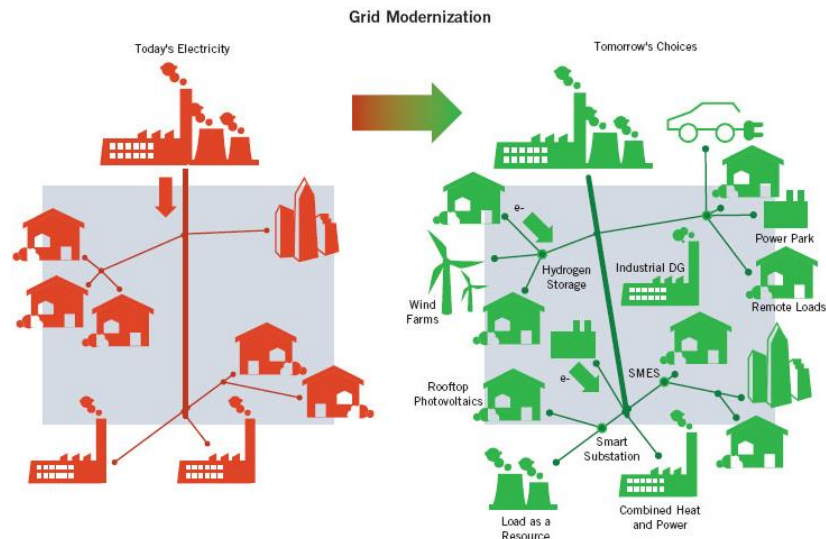 Grid Modernization
Today's Electricity
Tomorrow's Choices
e-
Power Park
Hydrogen
Storage
Industrial DG
Wind
Farms
Remote Loads
SMES
e-
Rooftop
Photovoltaics
Smart
Substation
Load as a
Resource
Combined Heat
and Power